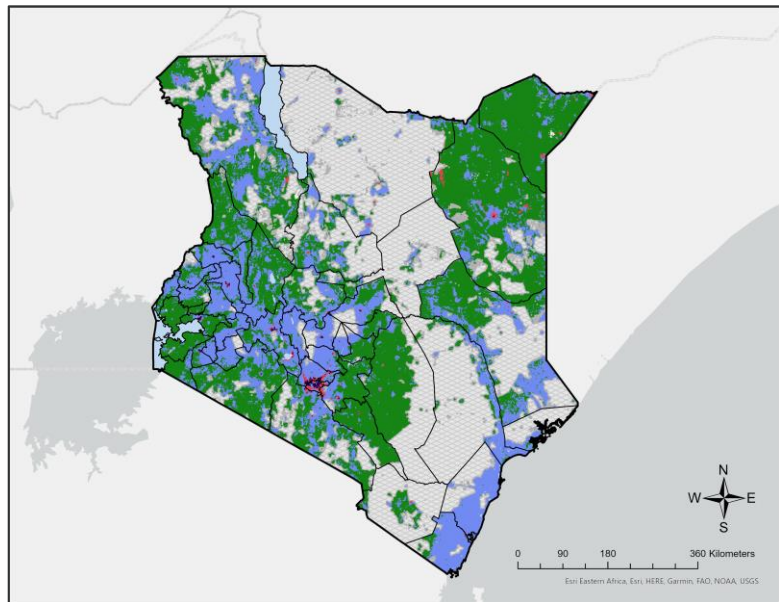 N
W E
S
0 90 180 360 Kilometers
Esri Eastern Africa, Esri, HERE, Garmin, FAO, NOAA, USGS